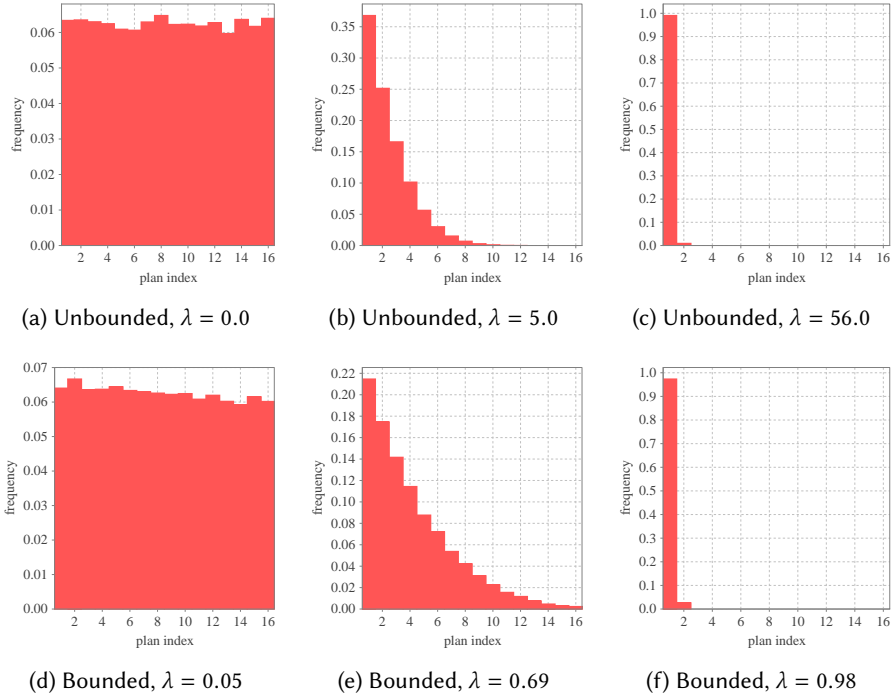 0.06
0.05
0.04
0.03
0.02
0.01
0.00
frequency
2 4 6 8 10 12 14 16
plan index
(a) Unbounded, λ = 0.0
0.35
0.30
0.25
0.20
0.15
0.10
0.05
0.00
frequency
2 4 6 8 10 12 14 16
plan index
(b) Unbounded, λ = 5.0
1.0
0.9
0.8
0.7
0.6
0.5
0.4
0.3
0.2
0.1
0.0
frequency
2 4 6 8 10 12 14 16
plan index
(c) Unbounded, λ = 56.0
0.07
0.06
0.05
0.04
0.03
0.02
0.01
0.00
frequency
2 4 6 8 10 12 14 16
plan index
(d) Bounded, λ = 0.05
0.22
0.20
0.18
0.16
0.14
0.12
0.10
0.08
0.06
0.04
0.02
0.00
frequency
2 4 6 8 10 12 14 16
plan index
(e) Bounded, λ = 0.69
1.0
0.9
0.8
0.7
0.6
0.5
0.4
0.3
0.2
0.1
0.0
frequency
2 4 6 8 10 12 14 16
plan index
(f) Bounded, λ = 0.98